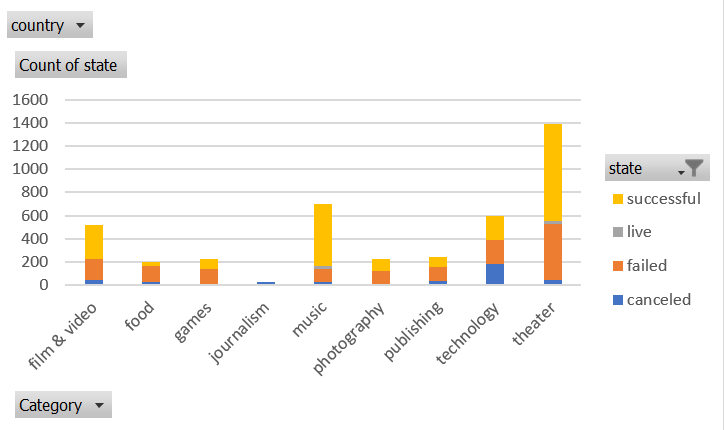 country
Count of state
1600
1400
1200
1000
800
600
400
200
0
film & video
food
games
journalism
music
photography
publishing
technology
theater
state
successful
live
failed
canceled
Category